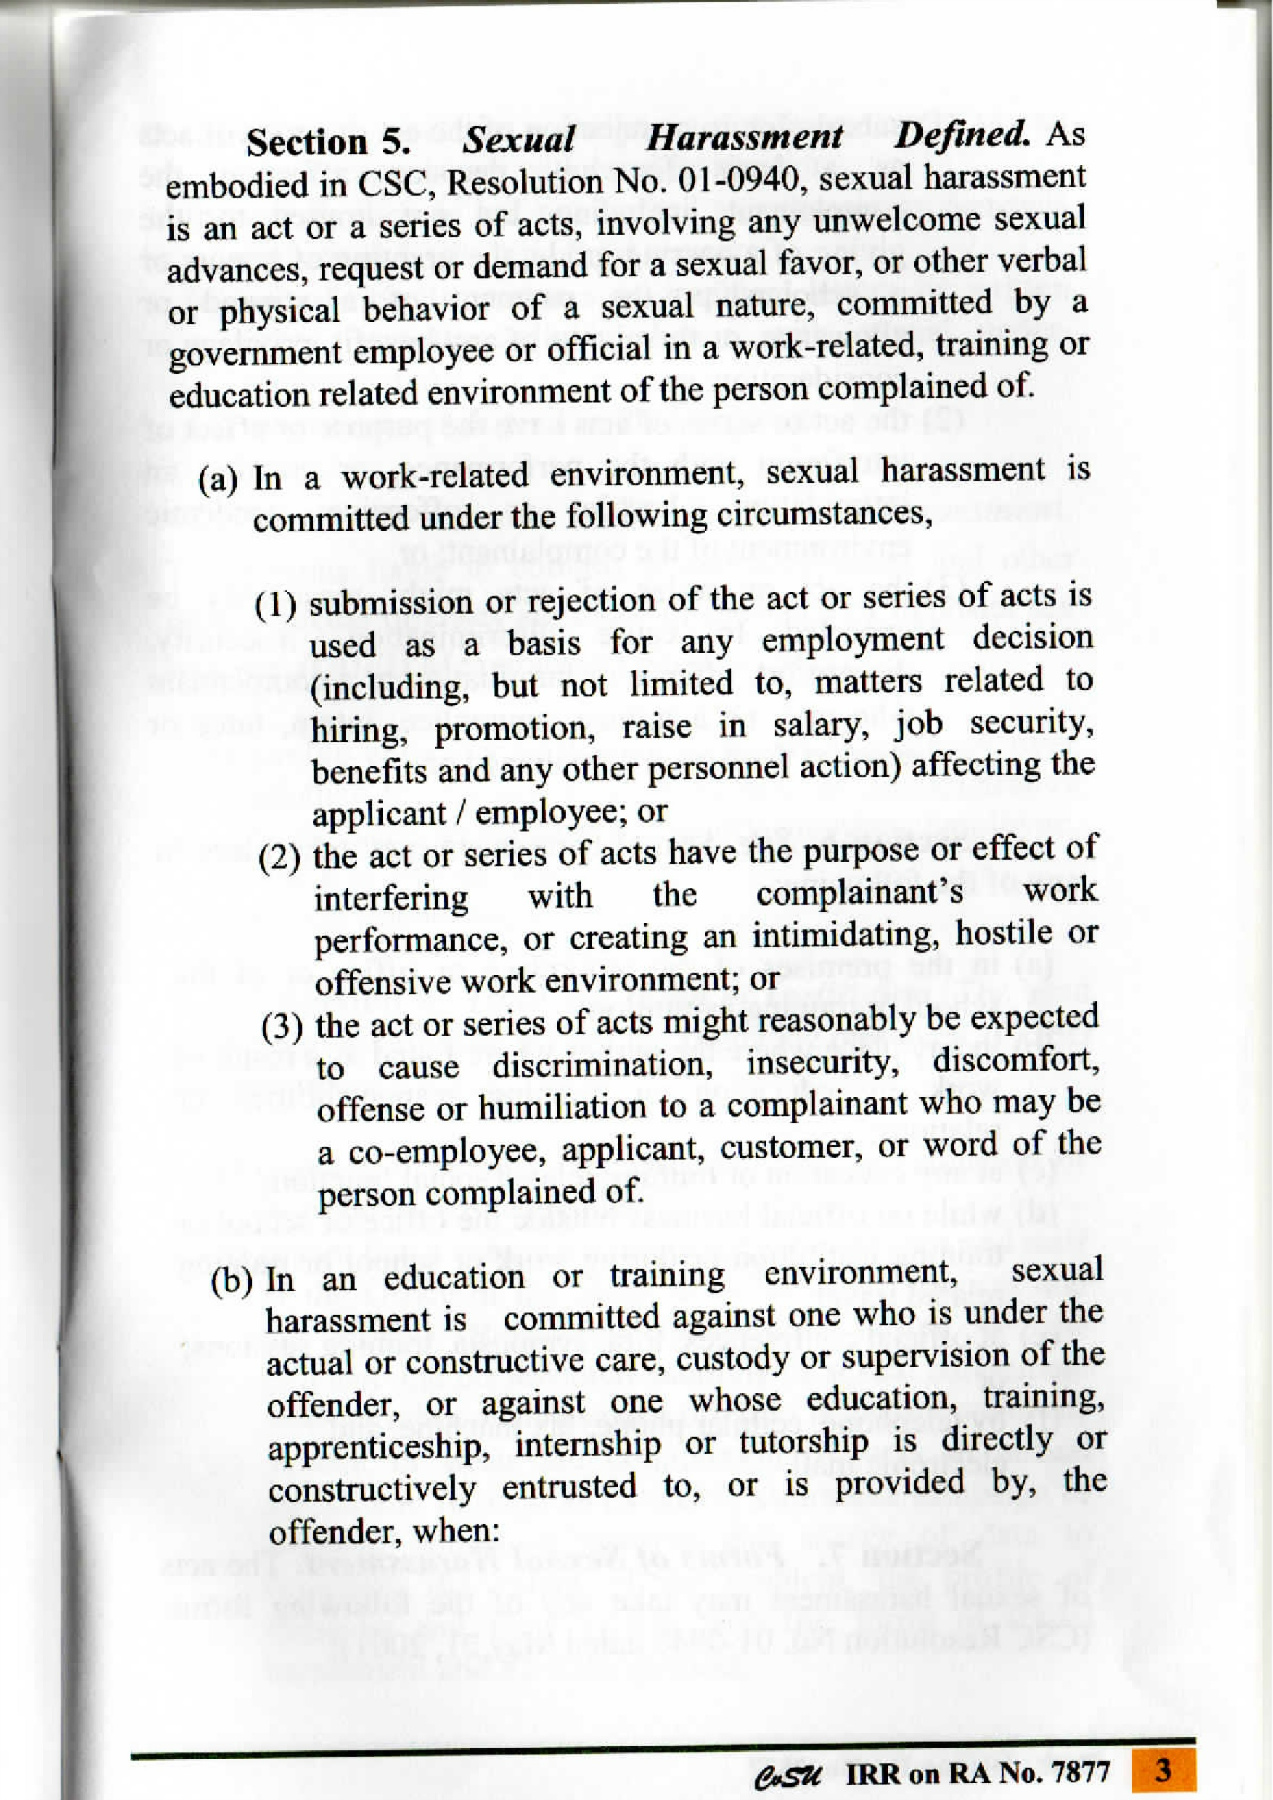 Section 5. Sexual Harassment Defined. As
embodied in CSC, Resolution No. 01-0940, sexual harassment
is an act or a series of acts, involving any unwelcome sexual
advances, request or demand for a sexual favor, or other verbal
or physical behavior of a sexual nature, committed by a
government employee or official in a work-related, training or
education related environment of the person complained of.
(a) In a work-related environment, sexual harassment is
committed under the following circumstances,
(1) submission or rejection of the act or series of acts is
used as a basis for any employment decision
(including, but not limited to, matters related to
hiring, promotion, raise in salary, job security,
benefits and any other personnel action) affecting the
applicant / employee; or
(2) the act or series of acts have the purpose or effect of
interfering with the complainant's work
performance, or creating an intimidating, hostile or
offensive work environment; or
(3) the act or series of acts might reasonably be expected
to cause discrimination, insecurity, discomfort,
offense or humiliation to a complainant who may be
a co-employee, applicant, customer, or word of the
person complained of.
(b) In an education or training environment, sexual
harassment is committed against one who is under the
actual or constructive care, custody or supervision of the
offender, or against one whose education, training,
apprenticeship, internship or tutorship is directly or
constructively entrusted to, or is provided by, the
offender, when:
CvSU IRR on RA No. 7877 3